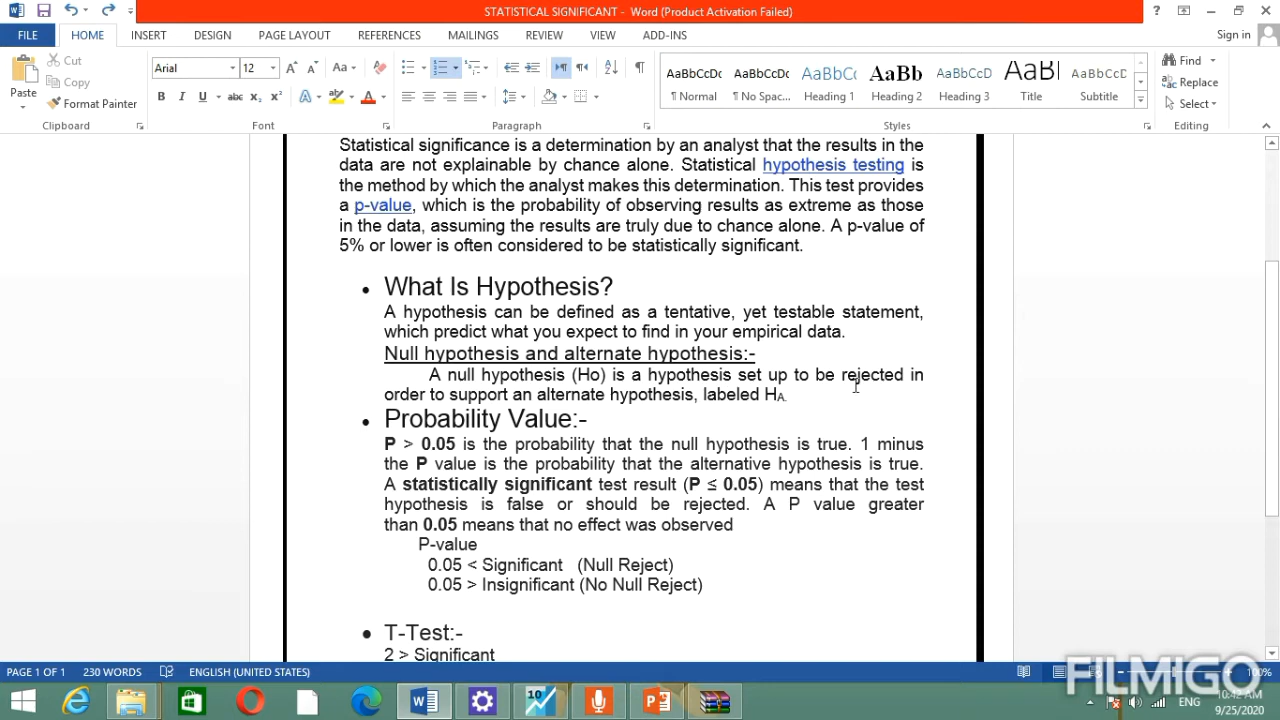 STATISTICAL SIGNIFICANT - Word (Product Activation Failed)
FILE HOME INSERT DESIGN PAGE LAYOUT REFERENCES MAILINGS REVIEW VIEW ADD-INS Sign in
Cut
Copy
Format Painter
Paste
Clipboard
Arial 12
Font
Paragraph
AaBbCcDc AaBbCcDc AaBbCc AaBb AaBbCcD AaB AaBbCcD
¶ Normal ¶ No Spac... Heading 1 Heading 2 Heading 3 Title Subtitle
Styles
Find
Replace
Select
Editing
Statistical significance is a determination by an analyst that the results in the
data are not explainable by chance alone. Statistical hypothesis testing is
the method by which the analyst makes this determination. This test provides
a p-value, which is the probability of observing results as extreme as those
in the data, assuming the results are truly due to chance alone. A p-value of
5% or lower is often considered to be statistically significant.
• What Is Hypothesis?
A hypothesis can be defined as a tentative, yet testable statement,
which predict what you expect to find in your empirical data.
Null hypothesis and alternate hypothesis:-
A null hypothesis (Ho) is a hypothesis set up to be rejected in
order to support an alternate hypothesis, labeled HA.
• Probability Value:-
P > 0.05 is the probability that the null hypothesis is true. 1 minus
the P value is the probability that the alternative hypothesis is true.
A statistically significant test result (P ≤ 0.05) means that the test
hypothesis is false or should be rejected. A P value greater
than 0.05 means that no effect was observed
P-value
0.05 < Significant (Null Reject)
0.05 > Insignificant (No Null Reject)
• T-Test:-
2 > Significant
PAGE 1 OF 1 230 WORDS ENGLISH (UNITED STATES) 100%
FILMIGO
ENG
10:42 AM
9/25/2020